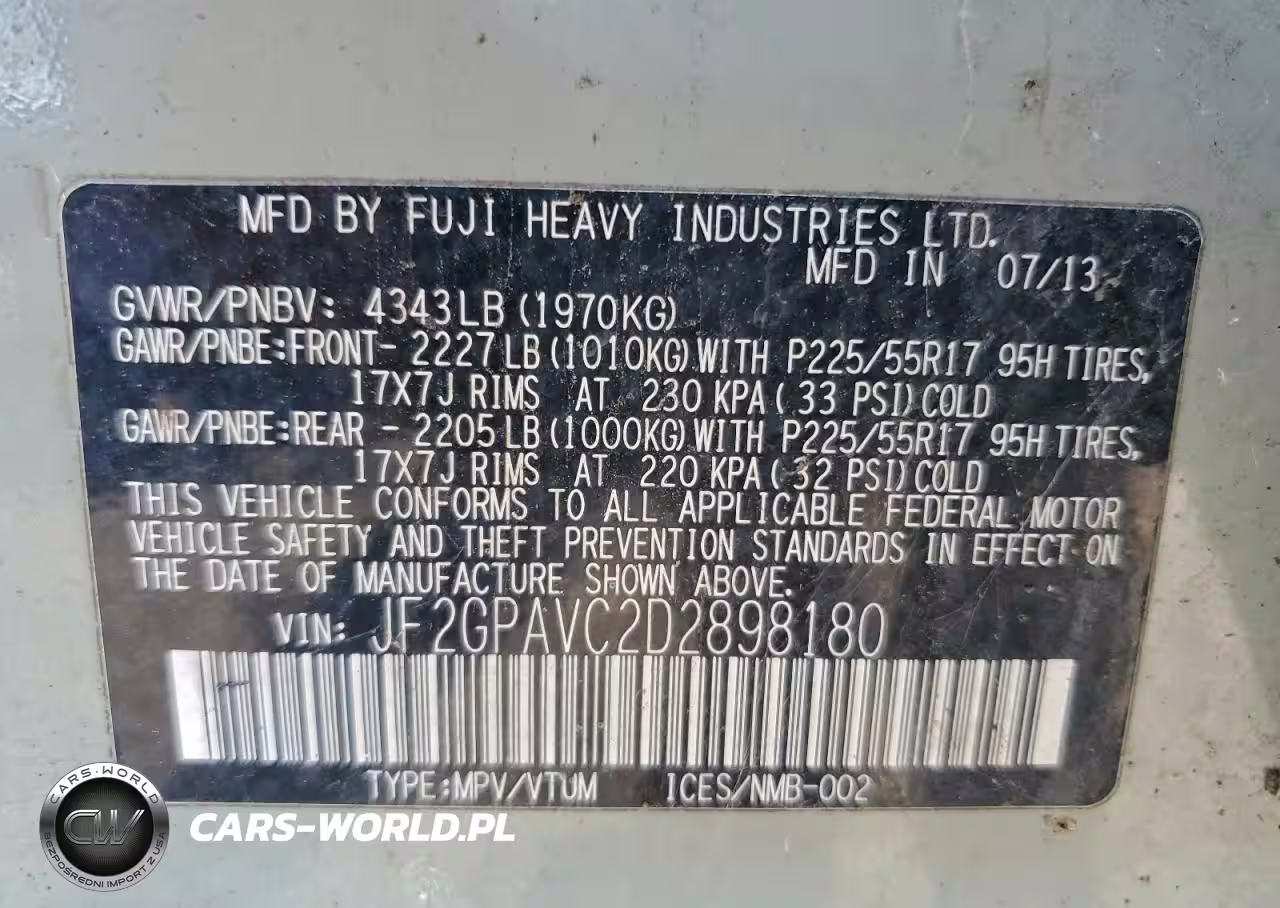 MFD BY FUJI HEAVY INDUSTRIES LTD.
MFD IN 07/13
GVWR/PNBV: 4343LB (1970KG)
GAWR/PNBE:FRONT- 2227LB (1010KG) WITH P225/55R17 95H TIRES,
17X7J RIMS AT 230 KPA ( 33 PSI) COLD
GAWR/PNBE:REAR - 2205LB (1000KG) WITH P225/55R17 95H TIRES,
17X7J RIMS AT 220 KPA ( 32 PSI) COLD
THIS VEHICLE CONFORMS TO ALL APPLICABLE FEDERAL MOTOR
VEHICLE SAFETY AND THEFT PREVENTION STANDARDS IN EFFECT ON
THE DATE OF MANUFACTURE SHOWN ABOVE.
VIN: JF2GPAVC2D2898180
TYPE:MPV/VTUM ICES/NMB-002
CARS-WORLD
CW
BEZPOŚREDNI IMPORT Z USA
CARS-WORLD.PL